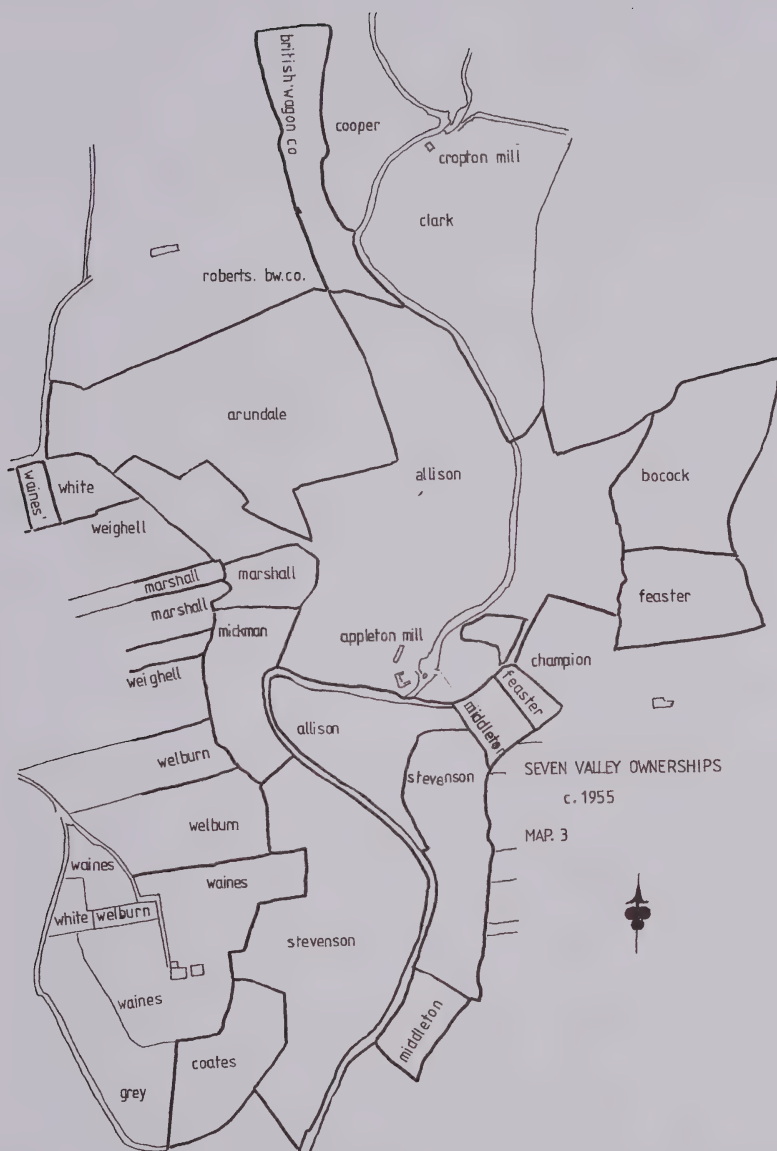 british wagon co
cooper
cropton mill
clark
roberts. bw.co.
arundale
allison
bocock
waines'
white
weighell
marshall
marshall
marshall
feaster
mickman
appleton mill
champion
weighell
feaster
middleton
allison
welburn
stevenson
SEVEN VALLEY OWNERSHIPS
c. 1955
MAP. 3
welburn
waines
waines
white
welburn
stevenson
waines
middleton
coates
grey